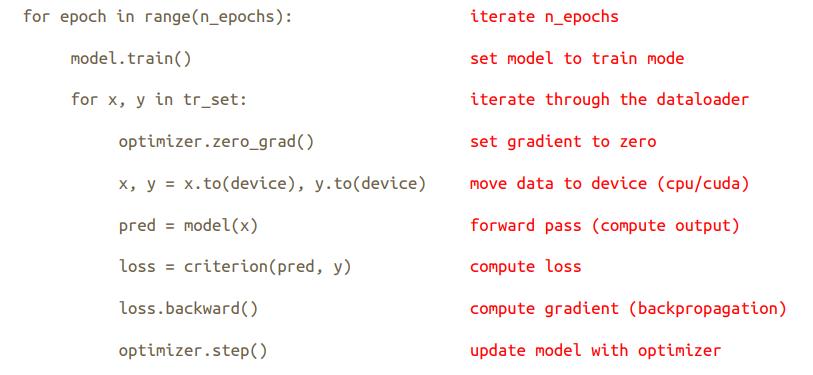 for epoch in range(n_epochs): iterate n_epochs
model.train() set model to train mode
for x, y in tr_set: iterate through the dataloader
optimizer.zero_grad() set gradient to zero
x, y = x.to(device), y.to(device) move data to device (cpu/cuda)
pred = model(x) forward pass (compute output)
loss = criterion(pred, y) compute loss
loss.backward() compute gradient (backpropagation)
optimizer.step() update model with optimizer